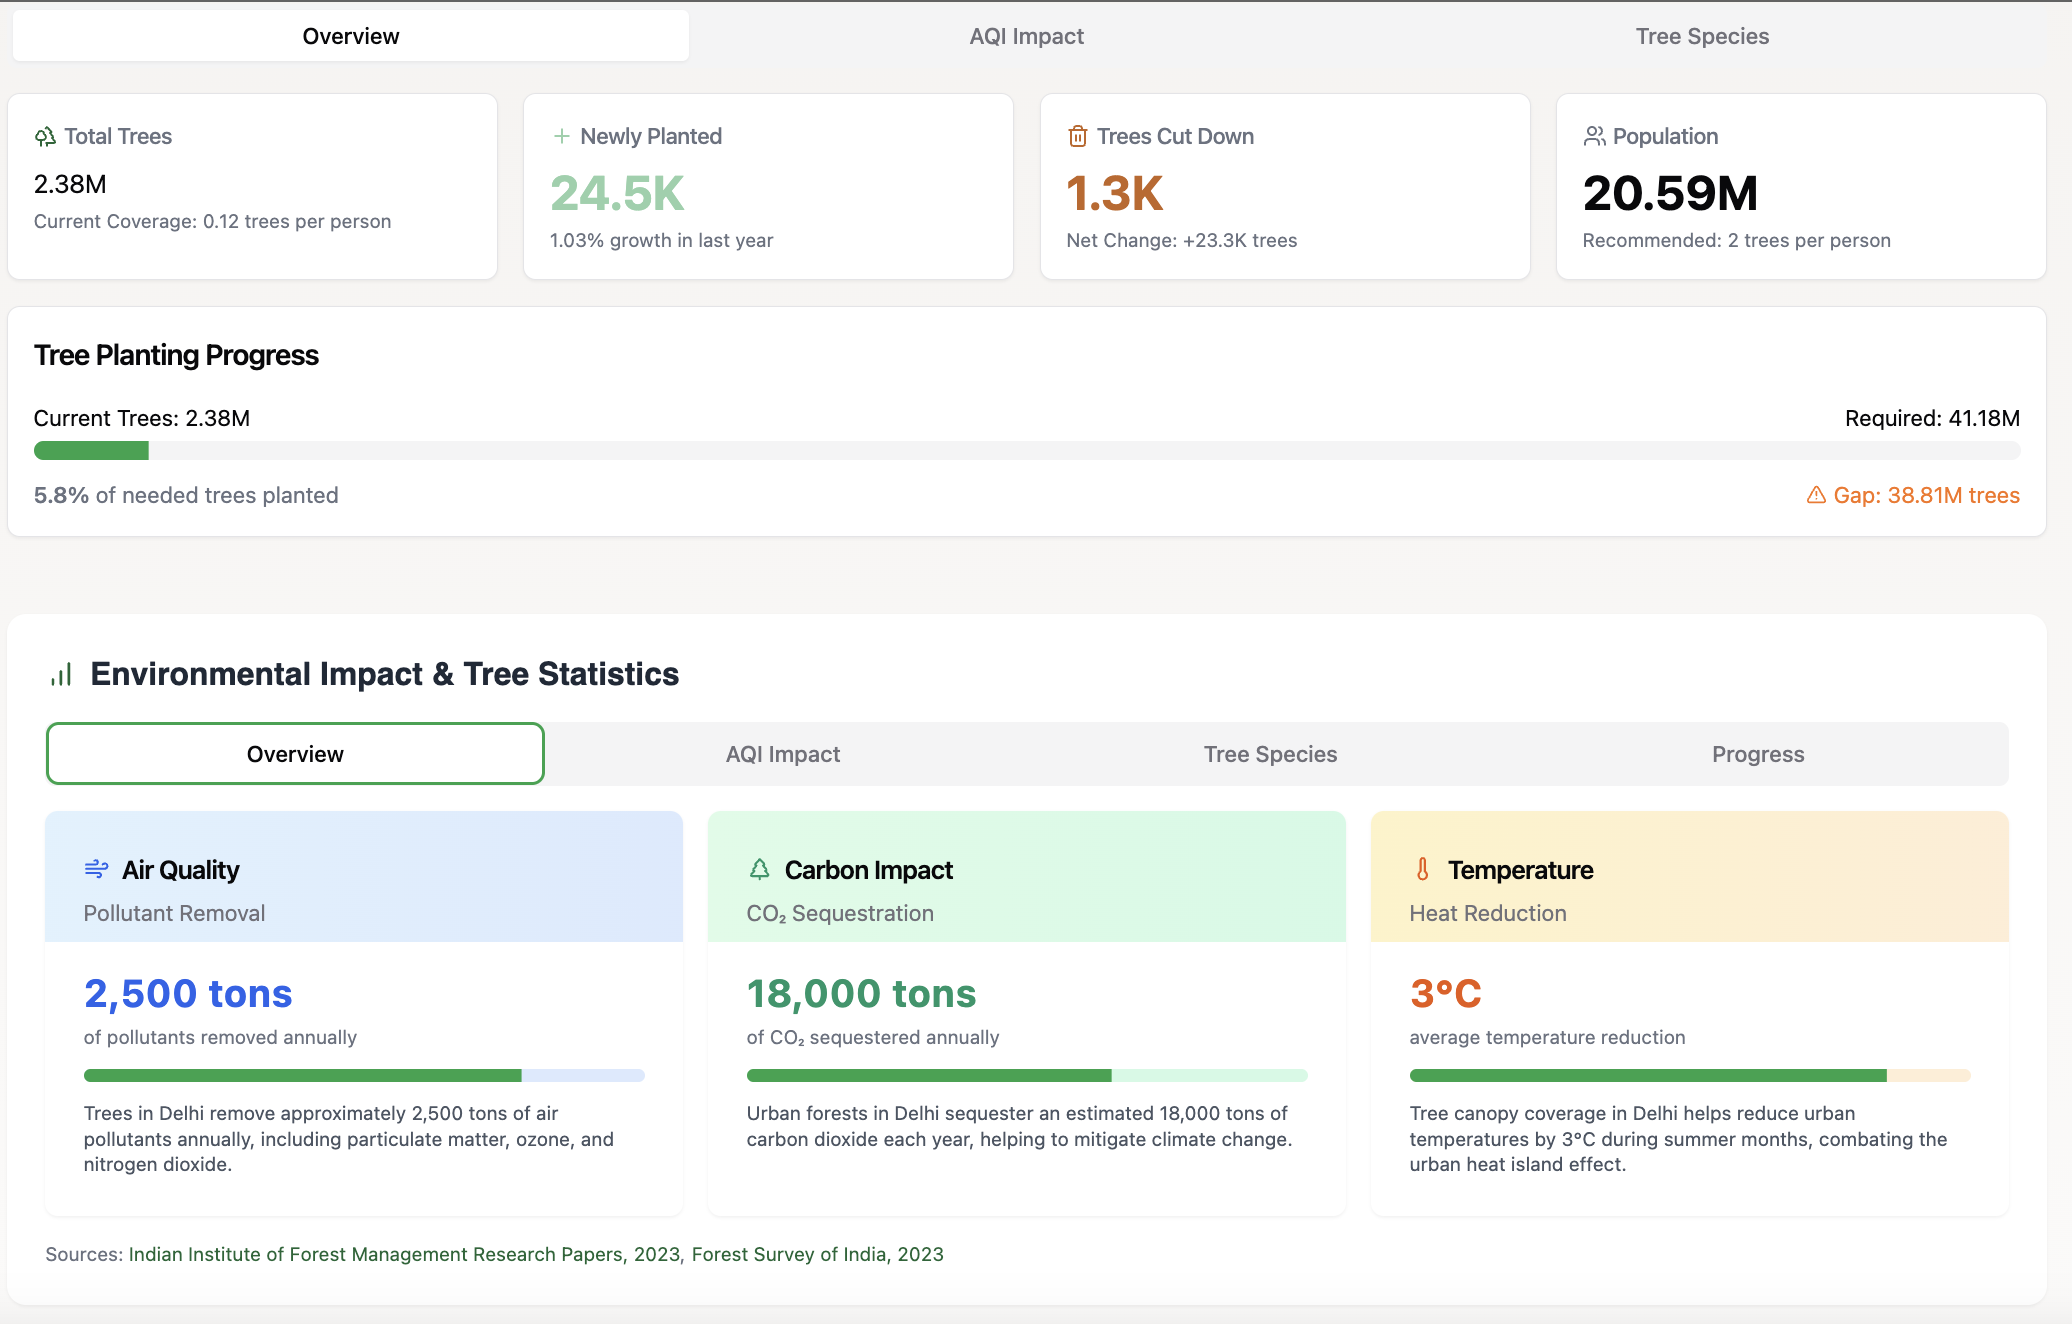 Overview
AQI Impact
Tree Species
Total Trees
2.38M
Current Coverage: 0.12 trees per person
Newly Planted
24.5K
1.03% growth in last year
Trees Cut Down
1.3K
Net Change: +23.3K trees
Population
20.59M
Recommended: 2 trees per person
Tree Planting Progress
Current Trees: 2.38M
Required: 41.18M
5.8% of needed trees planted
Gap: 38.81M trees
Environmental Impact & Tree Statistics
Overview
AQI Impact
Tree Species
Progress
Air Quality
Pollutant Removal
2,500 tons
of pollutants removed annually
Trees in Delhi remove approximately 2,500 tons of air
pollutants annually, including particulate matter, ozone, and
nitrogen dioxide.
Carbon Impact
CO₂ Sequestration
18,000 tons
of CO₂ sequestered annually
Urban forests in Delhi sequester an estimated 18,000 tons of
carbon dioxide each year, helping to mitigate climate change.
Temperature
Heat Reduction
3°C
average temperature reduction
Tree canopy coverage in Delhi helps reduce urban
temperatures by 3°C during summer months, combating the
urban heat island effect.
Sources: Indian Institute of Forest Management Research Papers, 2023, Forest Survey of India, 2023